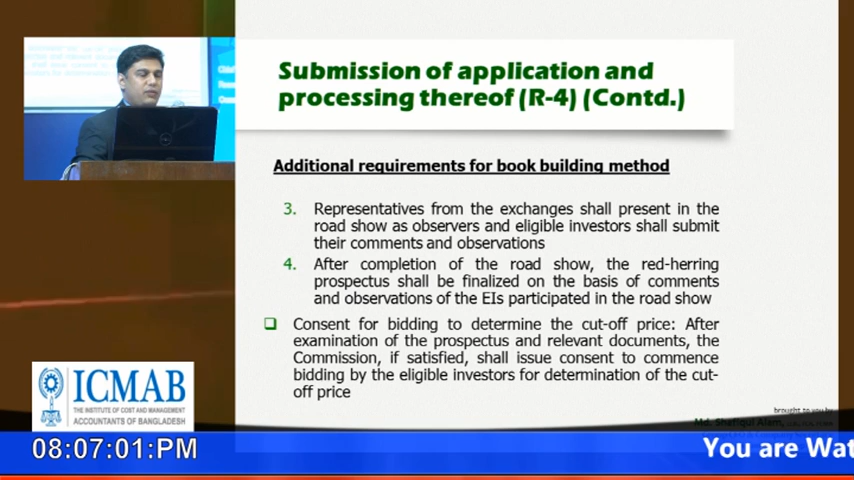 Submission of application and
processing thereof (R-4) (Contd.)
Additional requirements for book building method
3. Representatives from the exchanges shall present in the
road show as observers and eligible investors shall submit
their comments and observations
4. After completion of the road show, the red-herring
prospectus shall be finalized on the basis of comments
and observations of the EIs participated in the road show
Consent for bidding to determine the cut-off price: After
examination of the prospectus and relevant documents, the
Commission, if satisfied, shall issue consent to commence
bidding by the eligible investors for determination of the cut-
off price
ICMAB
THE INSTITUTE OF COST AND MANAGEMENT
ACCOUNTANTS OF BANGLADESH
brought to you by
Md. Shafiqul Alam,
08:07:01:PM
You are Wat